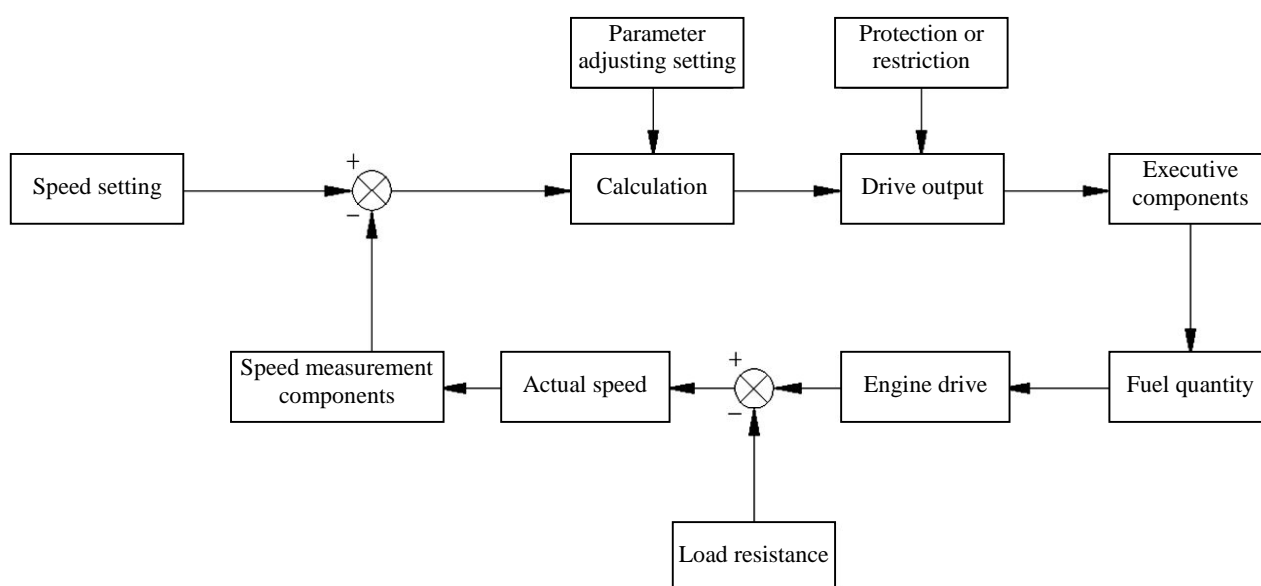 Parameter
adjusting setting
Protection or
restriction
Speed setting
+
−
Calculation
Drive output
Executive
components
Speed measurement
components
Actual speed
+
−
Engine drive
Fuel quantity
Load resistance